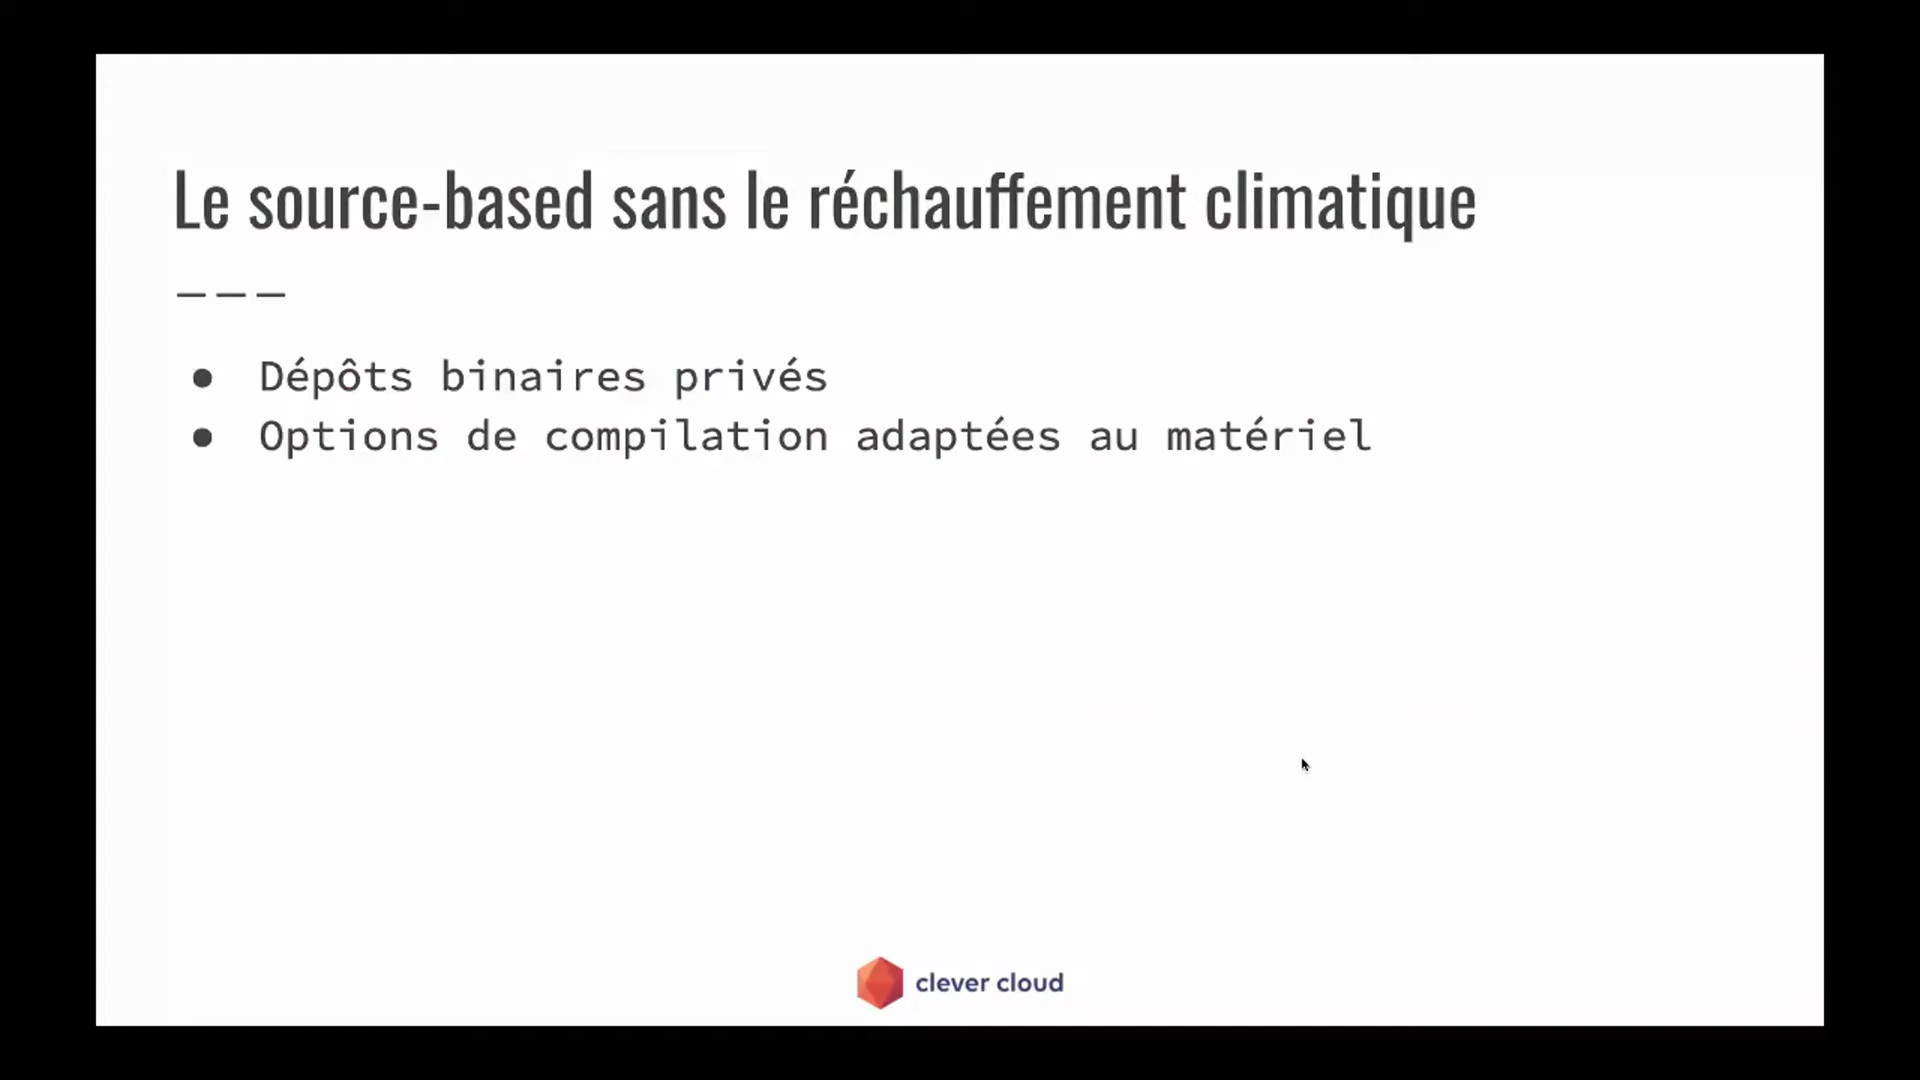 Le source-based sans le réchauffement climatique
———
● Dépôts binaires privés
● Options de compilation adaptées au matériel
clever cloud